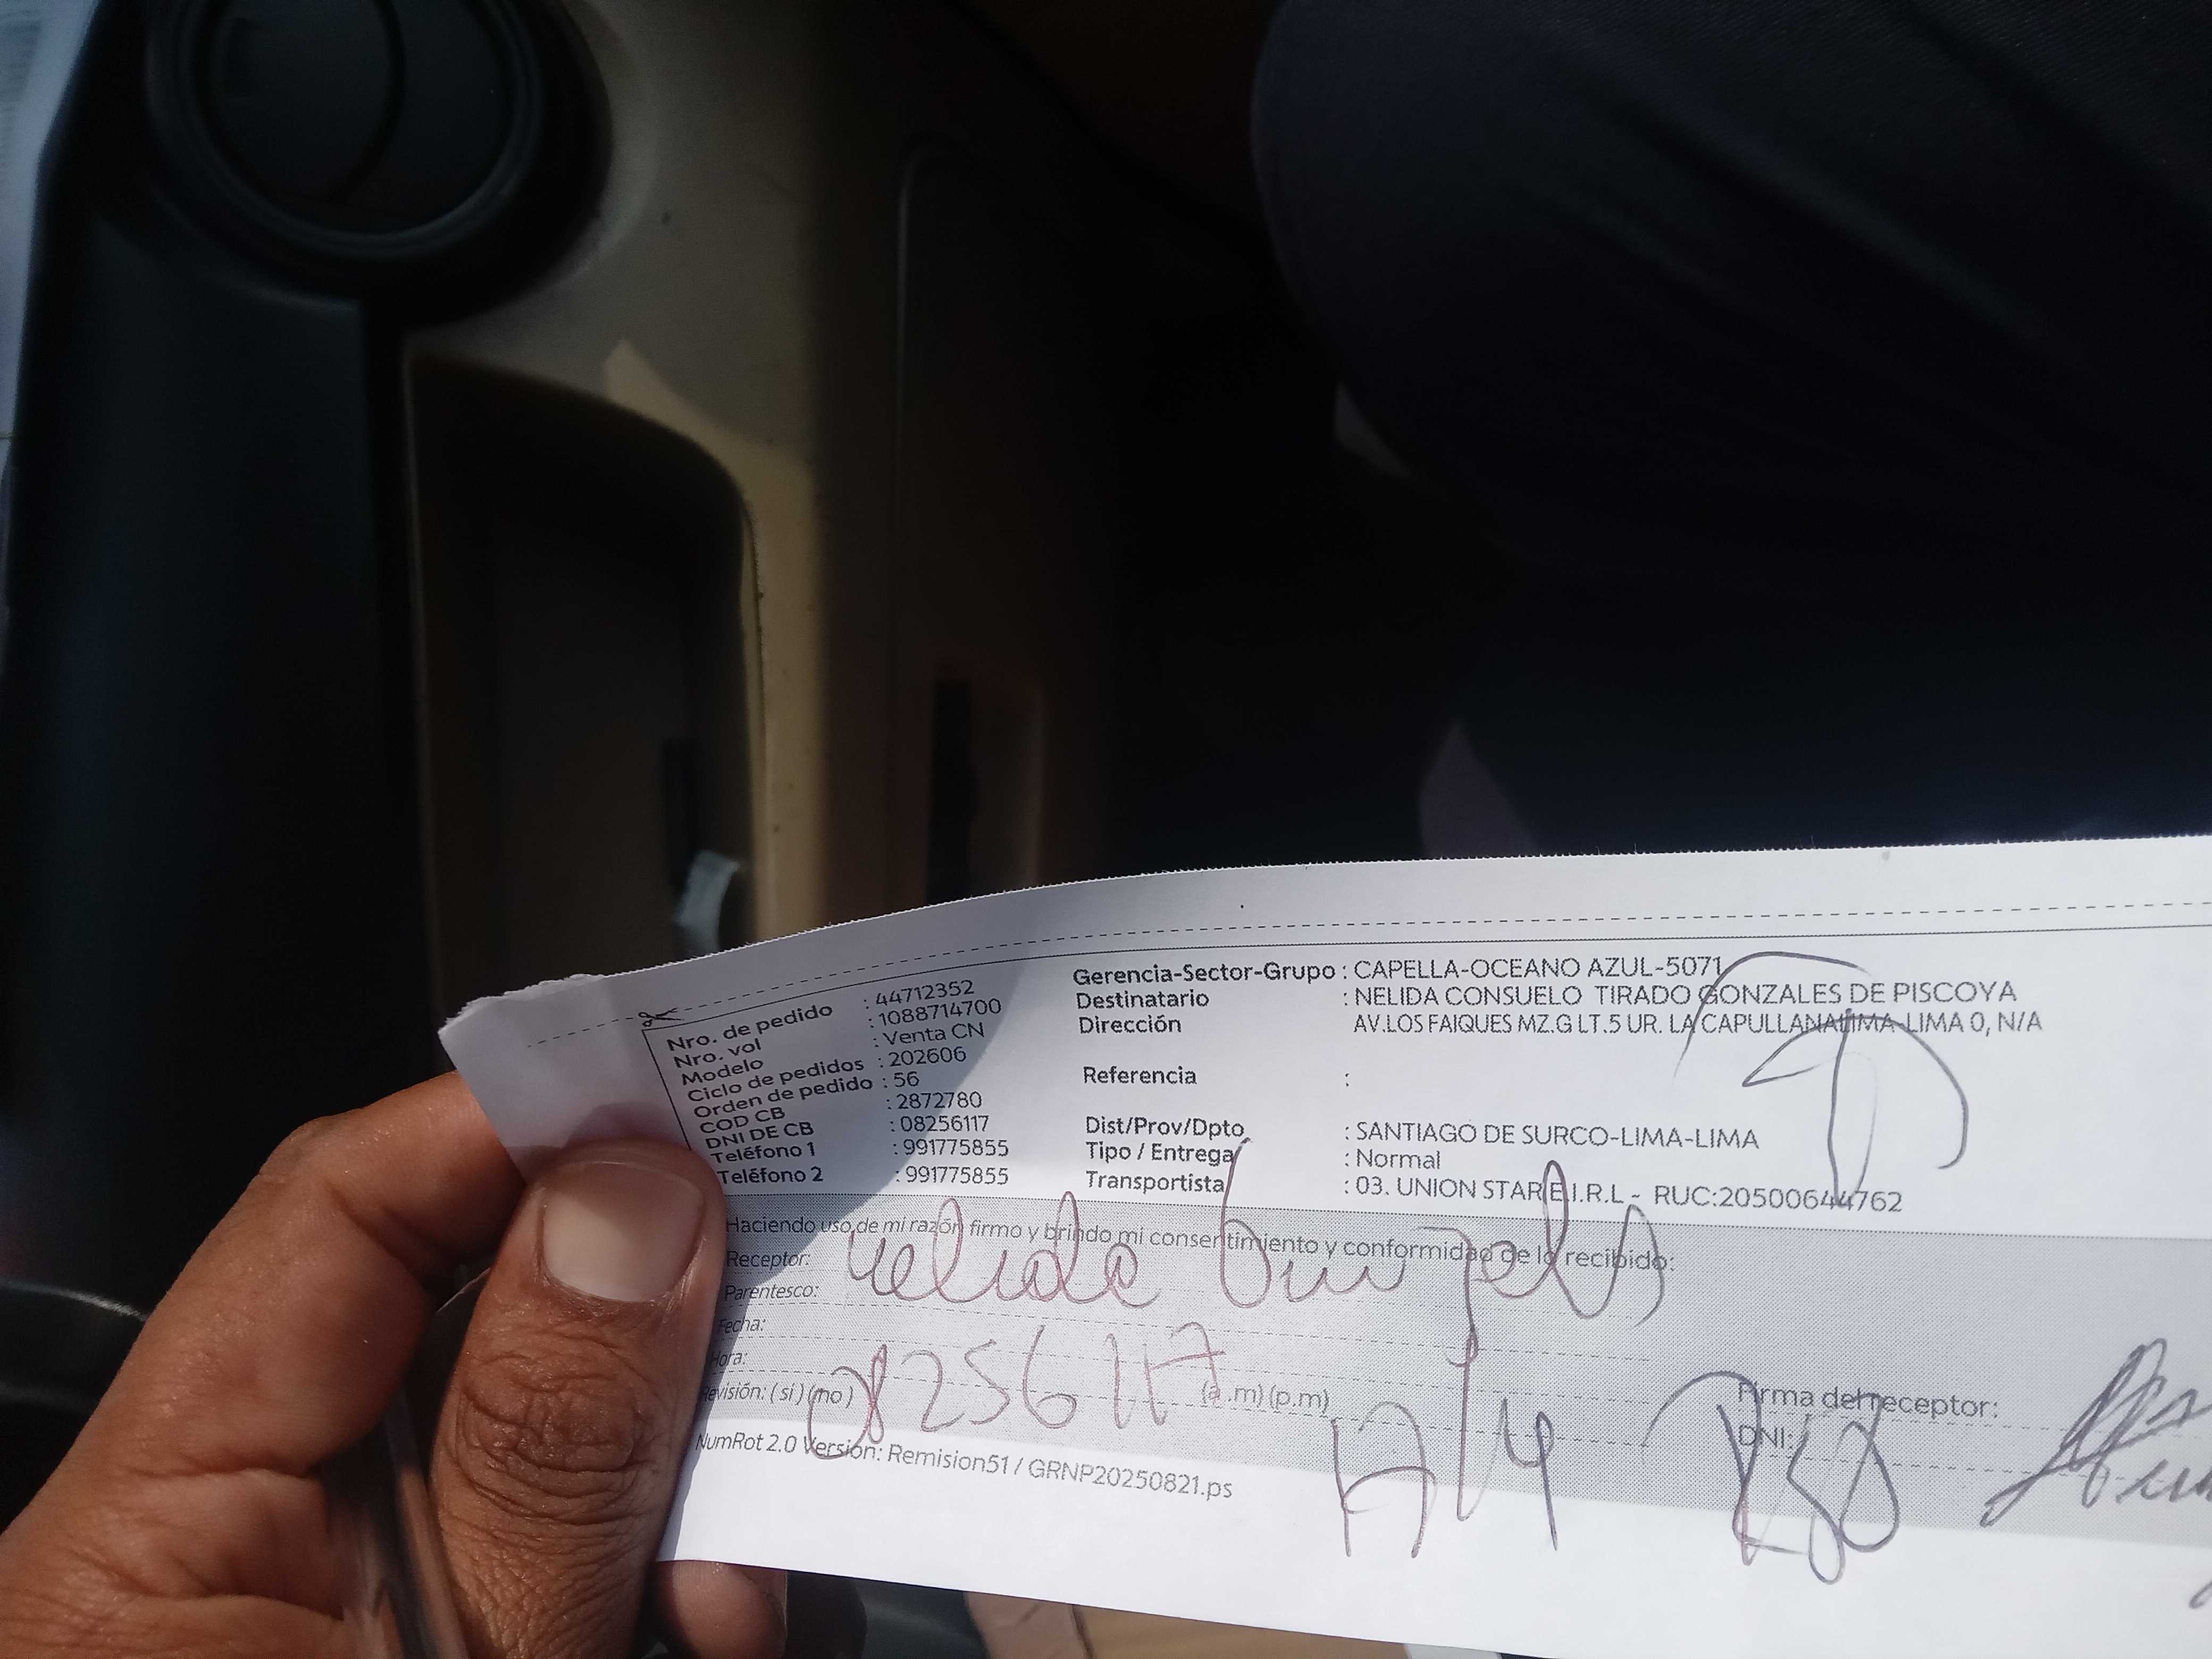 Nro. de pedido : 44712352
Nro. vol : 1088714700
Modelo : Venta CN
Ciclo de pedidos : 202606
Orden de pedido : 56
COD CB : 2872780
DNI DE CB : 08256117
Teléfono 1 : 991775855
Teléfono 2 : 991775855
Gerencia-Sector-Grupo : CAPELLA-OCEANO AZUL-5071
Destinatario : NELIDA CONSUELO TIRADO GONZALES DE PISCOYA
Dirección AV.LOS FAIQUES MZ.G LT.5 UR. LA CAPULLANALIMA-LIMA 0, N/A
Referencia :
Dist/Prov/Dpto : SANTIAGO DE SURCO-LIMA-LIMA
Tipo / Entrega : Normal
Transportista : 03. UNION STAR E.I.R.L - RUC:20500644762
Haciendo uso de mi razón firmo y brindo mi consentimiento y conformidad de lo recibido:
Receptor:
Parentesco:
Fecha:
Hora: (a .m) (p.m)
Revisión: ( si ) ( no )
08256117
Firma del receptor:
DNI:
NumRot 2.0 Version: Remision51 / GRNP20250821.ps